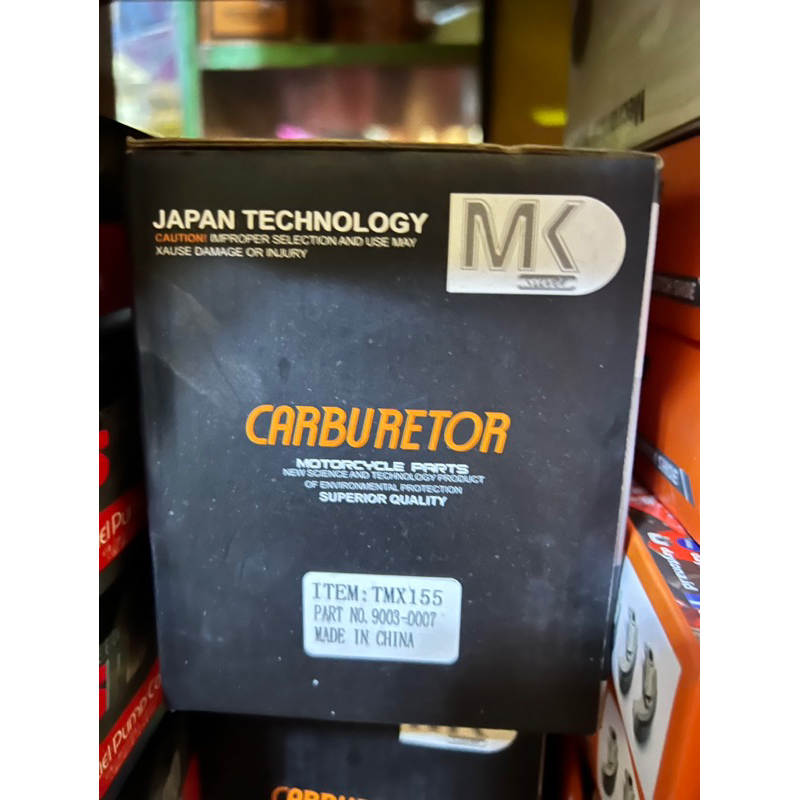 JAPAN TECHNOLOGY
CAUTION! IMPROPER SELECTION AND USE MAY
XAUSE DAMAGE OR INJURY
MK
CARBURETOR
MOTORCYCLE PARTS
NEW SCIENCE AND TECHNOLOGY PRODUCT
OF ENVIRONMENTAL PROTECTION
SUPERIOR QUALITY
ITEM:TMX155
PART NO.9003-0007
MADE IN CHINA